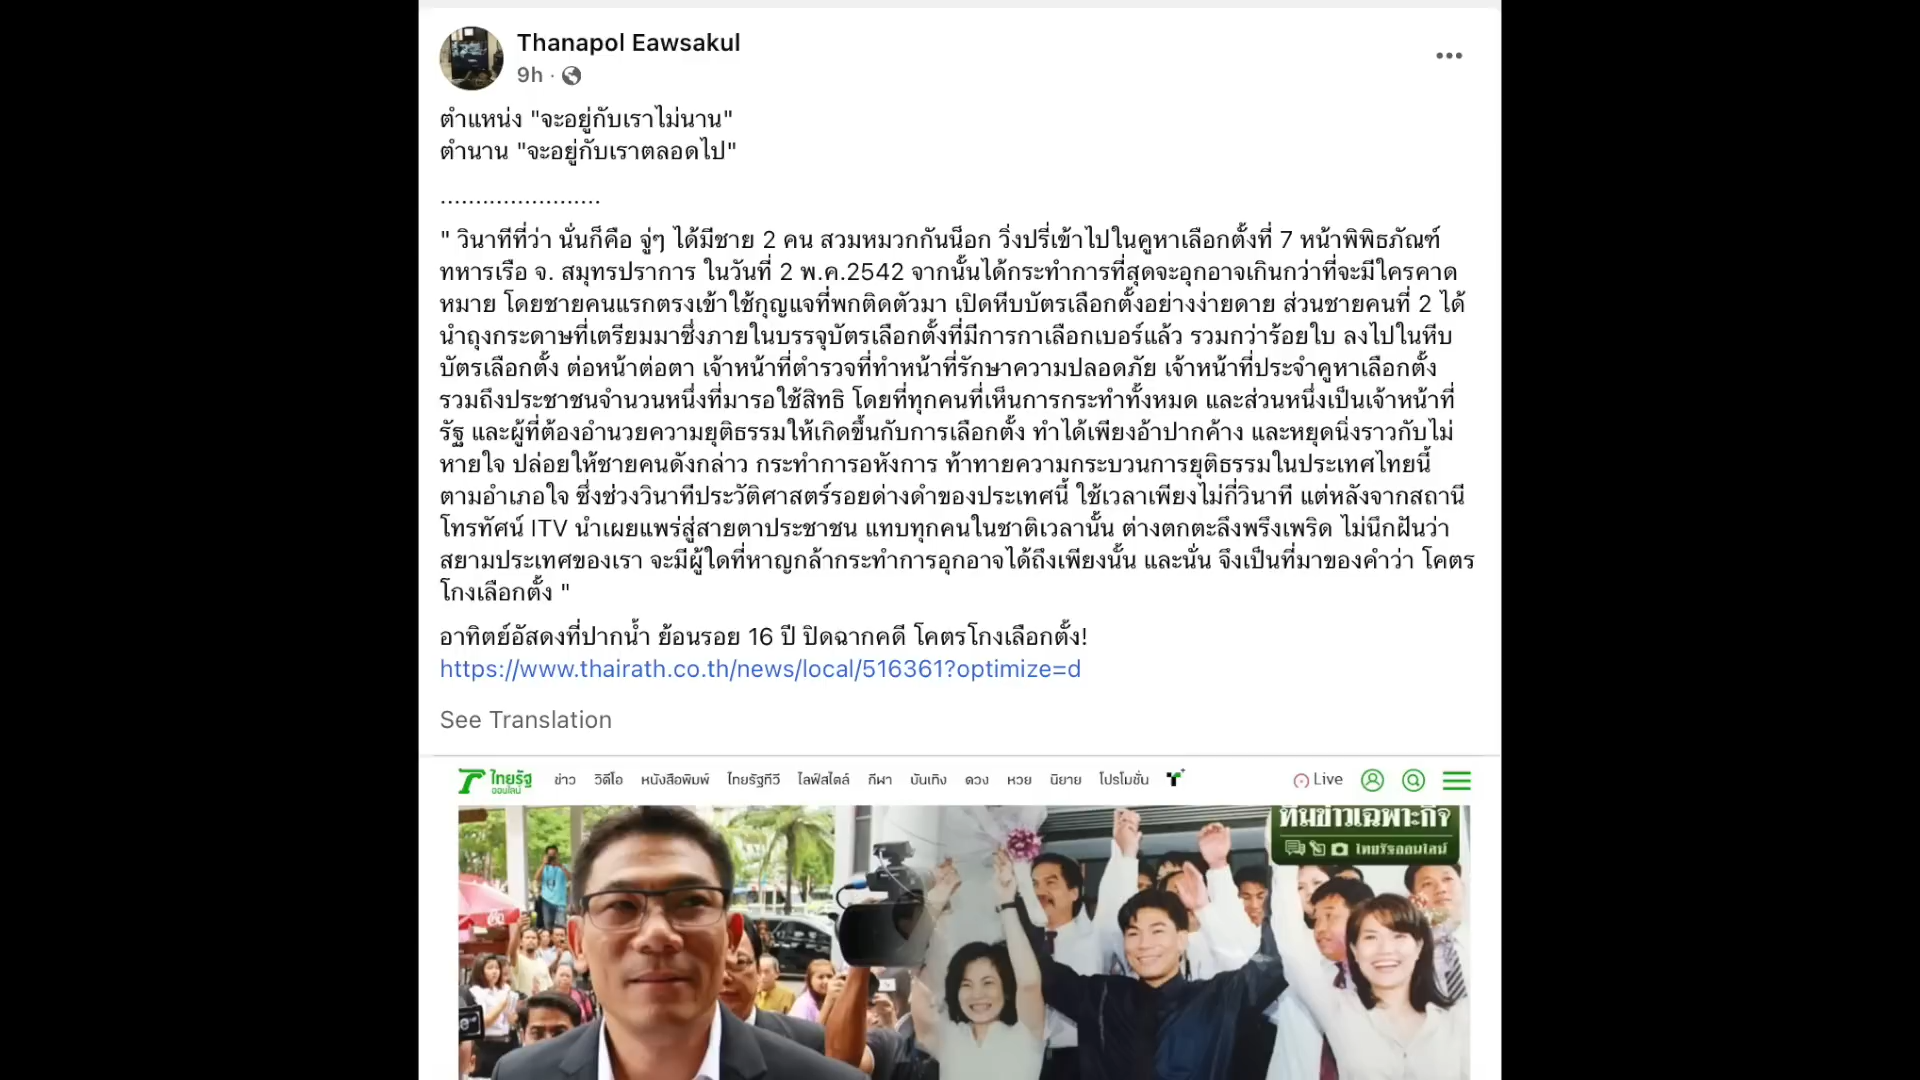 Thanapol Eawsakul
9h ·
ตำแหน่ง "จะอยู่กับเราไม่นาน"
ตำนาน "จะอยู่กับเราตลอดไป"
.......................
" วินาทีที่ว่า นั่นก็คือ จู่ๆ ได้มีชาย 2 คน สวมหมวกกันน็อก วิ่งปรี่เข้าไปในคูหาเลือกตั้งที่ 7 หน้าพิพิธภัณฑ์
ทหารเรือ จ. สมุทรปราการ ในวันที่ 2 พ.ค.2542 จากนั้นได้กระทำการที่สุดจะอุกอาจเกินกว่าที่จะมีใครคาด
หมาย โดยชายคนแรกตรงเข้าใช้กุญแจที่พกติดตัวมา เปิดหีบบัตรเลือกตั้งอย่างง่ายดาย ส่วนชายคนที่ 2 ได้
นำถุงกระดาษที่เตรียมมาซึ่งภายในบรรจุบัตรเลือกตั้งที่มีการกาเลือกเบอร์แล้ว รวมกว่าร้อยใบ ลงไปในหีบ
บัตรเลือกตั้ง ต่อหน้าต่อตา เจ้าหน้าที่ตำรวจที่ทำหน้าที่รักษาความปลอดภัย เจ้าหน้าที่ประจำคูหาเลือกตั้ง
รวมถึงประชาชนจำนวนหนึ่งที่มารอใช้สิทธิ โดยที่ทุกคนที่เห็นการกระทำทั้งหมด และส่วนหนึ่งเป็นเจ้าหน้าที่
รัฐ และผู้ที่ต้องอำนวยความยุติธรรมให้เกิดขึ้นกับการเลือกตั้ง ทำได้เพียงอ้าปากค้าง และหยุดนิ่งราวกับไม่
หายใจ ปล่อยให้ชายคนดังกล่าว กระทำการอหังการ ท้าทายความกระบวนการยุติธรรมในประเทศไทยนี้
ตามอำเภอใจ ซึ่งช่วงวินาทีประวัติศาสตร์รอยด่างดำของประเทศนี้ ใช้เวลาเพียงไม่กี่วินาที แต่หลังจากสถานี
โทรทัศน์ ITV นำเผยแพร่สู่สายตาประชาชน แทบทุกคนในชาติเวลานั้น ต่างตกตะลึงพรึงเพริด ไม่นึกฝันว่า
สยามประเทศของเรา จะมีผู้ใดที่หาญกล้ากระทำการอุกอาจได้ถึงเพียงนั้น และนั่น จึงเป็นที่มาของคำว่า โคตร
โกงเลือกตั้ง "
อาทิตย์อัสดงที่ปากน้ำ ย้อนรอย 16 ปี ปิดฉากคดี โคตรโกงเลือกตั้ง!
https://www.thairath.co.th/news/local/516361?optimize=d
See Translation
ไทยรัฐ ออนไลน์ ข่าว วิดีโอ หนังสือพิมพ์ ไทยรัฐทีวี ไลฟ์สไตล์ กีฬา บันเทิง ดวง หวย นิยาย โปรโมชั่น Live
ทีมข่าวเฉพาะกิจ
ไทยรัฐออนไลน์